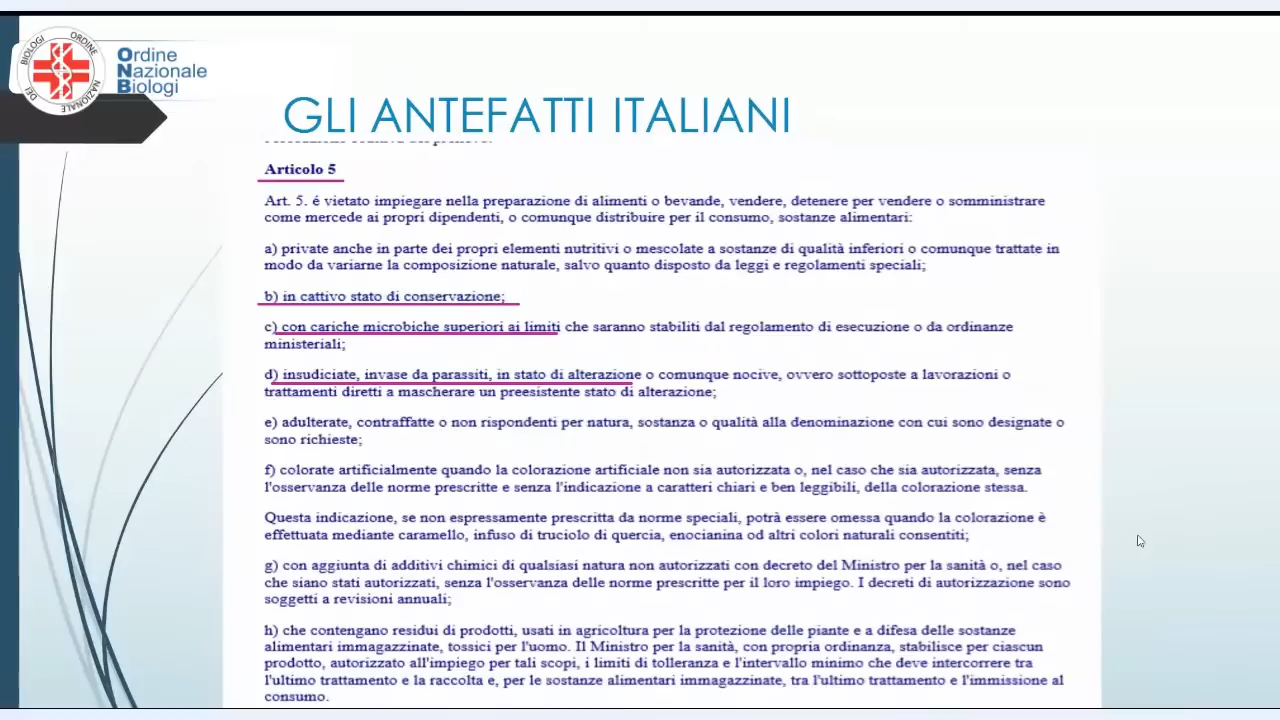 BIOLOGI ORDINE NAZIONALE DEI
Ordine
Nazionale
Biologi
GLI ANTEFATTI ITALIANI
Articolo 5
Art. 5. é vietato impiegare nella preparazione di alimenti o bevande, vendere, detenere per vendere o somministrare
come mercede ai propri dipendenti, o comunque distribuire per il consumo, sostanze alimentari:
a) private anche in parte dei propri elementi nutritivi o mescolate a sostanze di qualità inferiori o comunque trattate in
modo da variarne la composizione naturale, salvo quanto disposto da leggi e regolamenti speciali;
b) in cattivo stato di conservazione;
c) con cariche microbiche superiori ai limiti che saranno stabiliti dal regolamento di esecuzione o da ordinanze
ministeriali;
d) insudiciate, invase da parassiti, in stato di alterazione o comunque nocive, ovvero sottoposte a lavorazioni o
trattamenti diretti a mascherare un preesistente stato di alterazione;
e) adulterate, contraffatte o non rispondenti per natura, sostanza o qualità alla denominazione con cui sono designate o
sono richieste;
f) colorate artificialmente quando la colorazione artificiale non sia autorizzata o, nel caso che sia autorizzata, senza
l'osservanza delle norme prescritte e senza l'indicazione a caratteri chiari e ben leggibili, della colorazione stessa.
Questa indicazione, se non espressamente prescritta da norme speciali, potrà essere omessa quando la colorazione è
effettuata mediante caramello, infuso di truciolo di quercia, enocianina od altri colori naturali consentiti;
g) con aggiunta di additivi chimici di qualsiasi natura non autorizzati con decreto del Ministro per la sanità o, nel caso
che siano stati autorizzati, senza l'osservanza delle norme prescritte per il loro impiego. I decreti di autorizzazione sono
soggetti a revisioni annuali;
h) che contengano residui di prodotti, usati in agricoltura per la protezione delle piante e a difesa delle sostanze
alimentari immagazzinate, tossici per l'uomo. Il Ministro per la sanità, con propria ordinanza, stabilisce per ciascun
prodotto, autorizzato all'impiego per tali scopi, i limiti di tolleranza e l'intervallo minimo che deve intercorrere tra
l'ultimo trattamento e la raccolta e, per le sostanze alimentari immagazzinate, tra l'ultimo trattamento e l'immissione al
consumo.